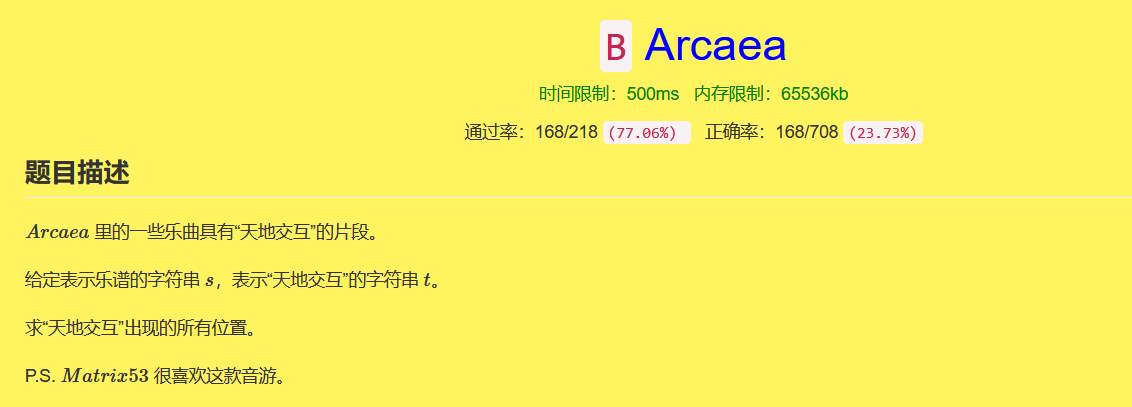 B Arcaea
时间限制：500ms 内存限制：65536kb
通过率：168/218 (77.06%) 正确率：168/708 (23.73%)
题目描述
Arcaea 里的一些乐曲具有“天地交互”的片段。
给定表示乐谱的字符串 s，表示“天地交互”的字符串 t。
求“天地交互”出现的所有位置。
P.S. Matrix53 很喜欢这款音游。